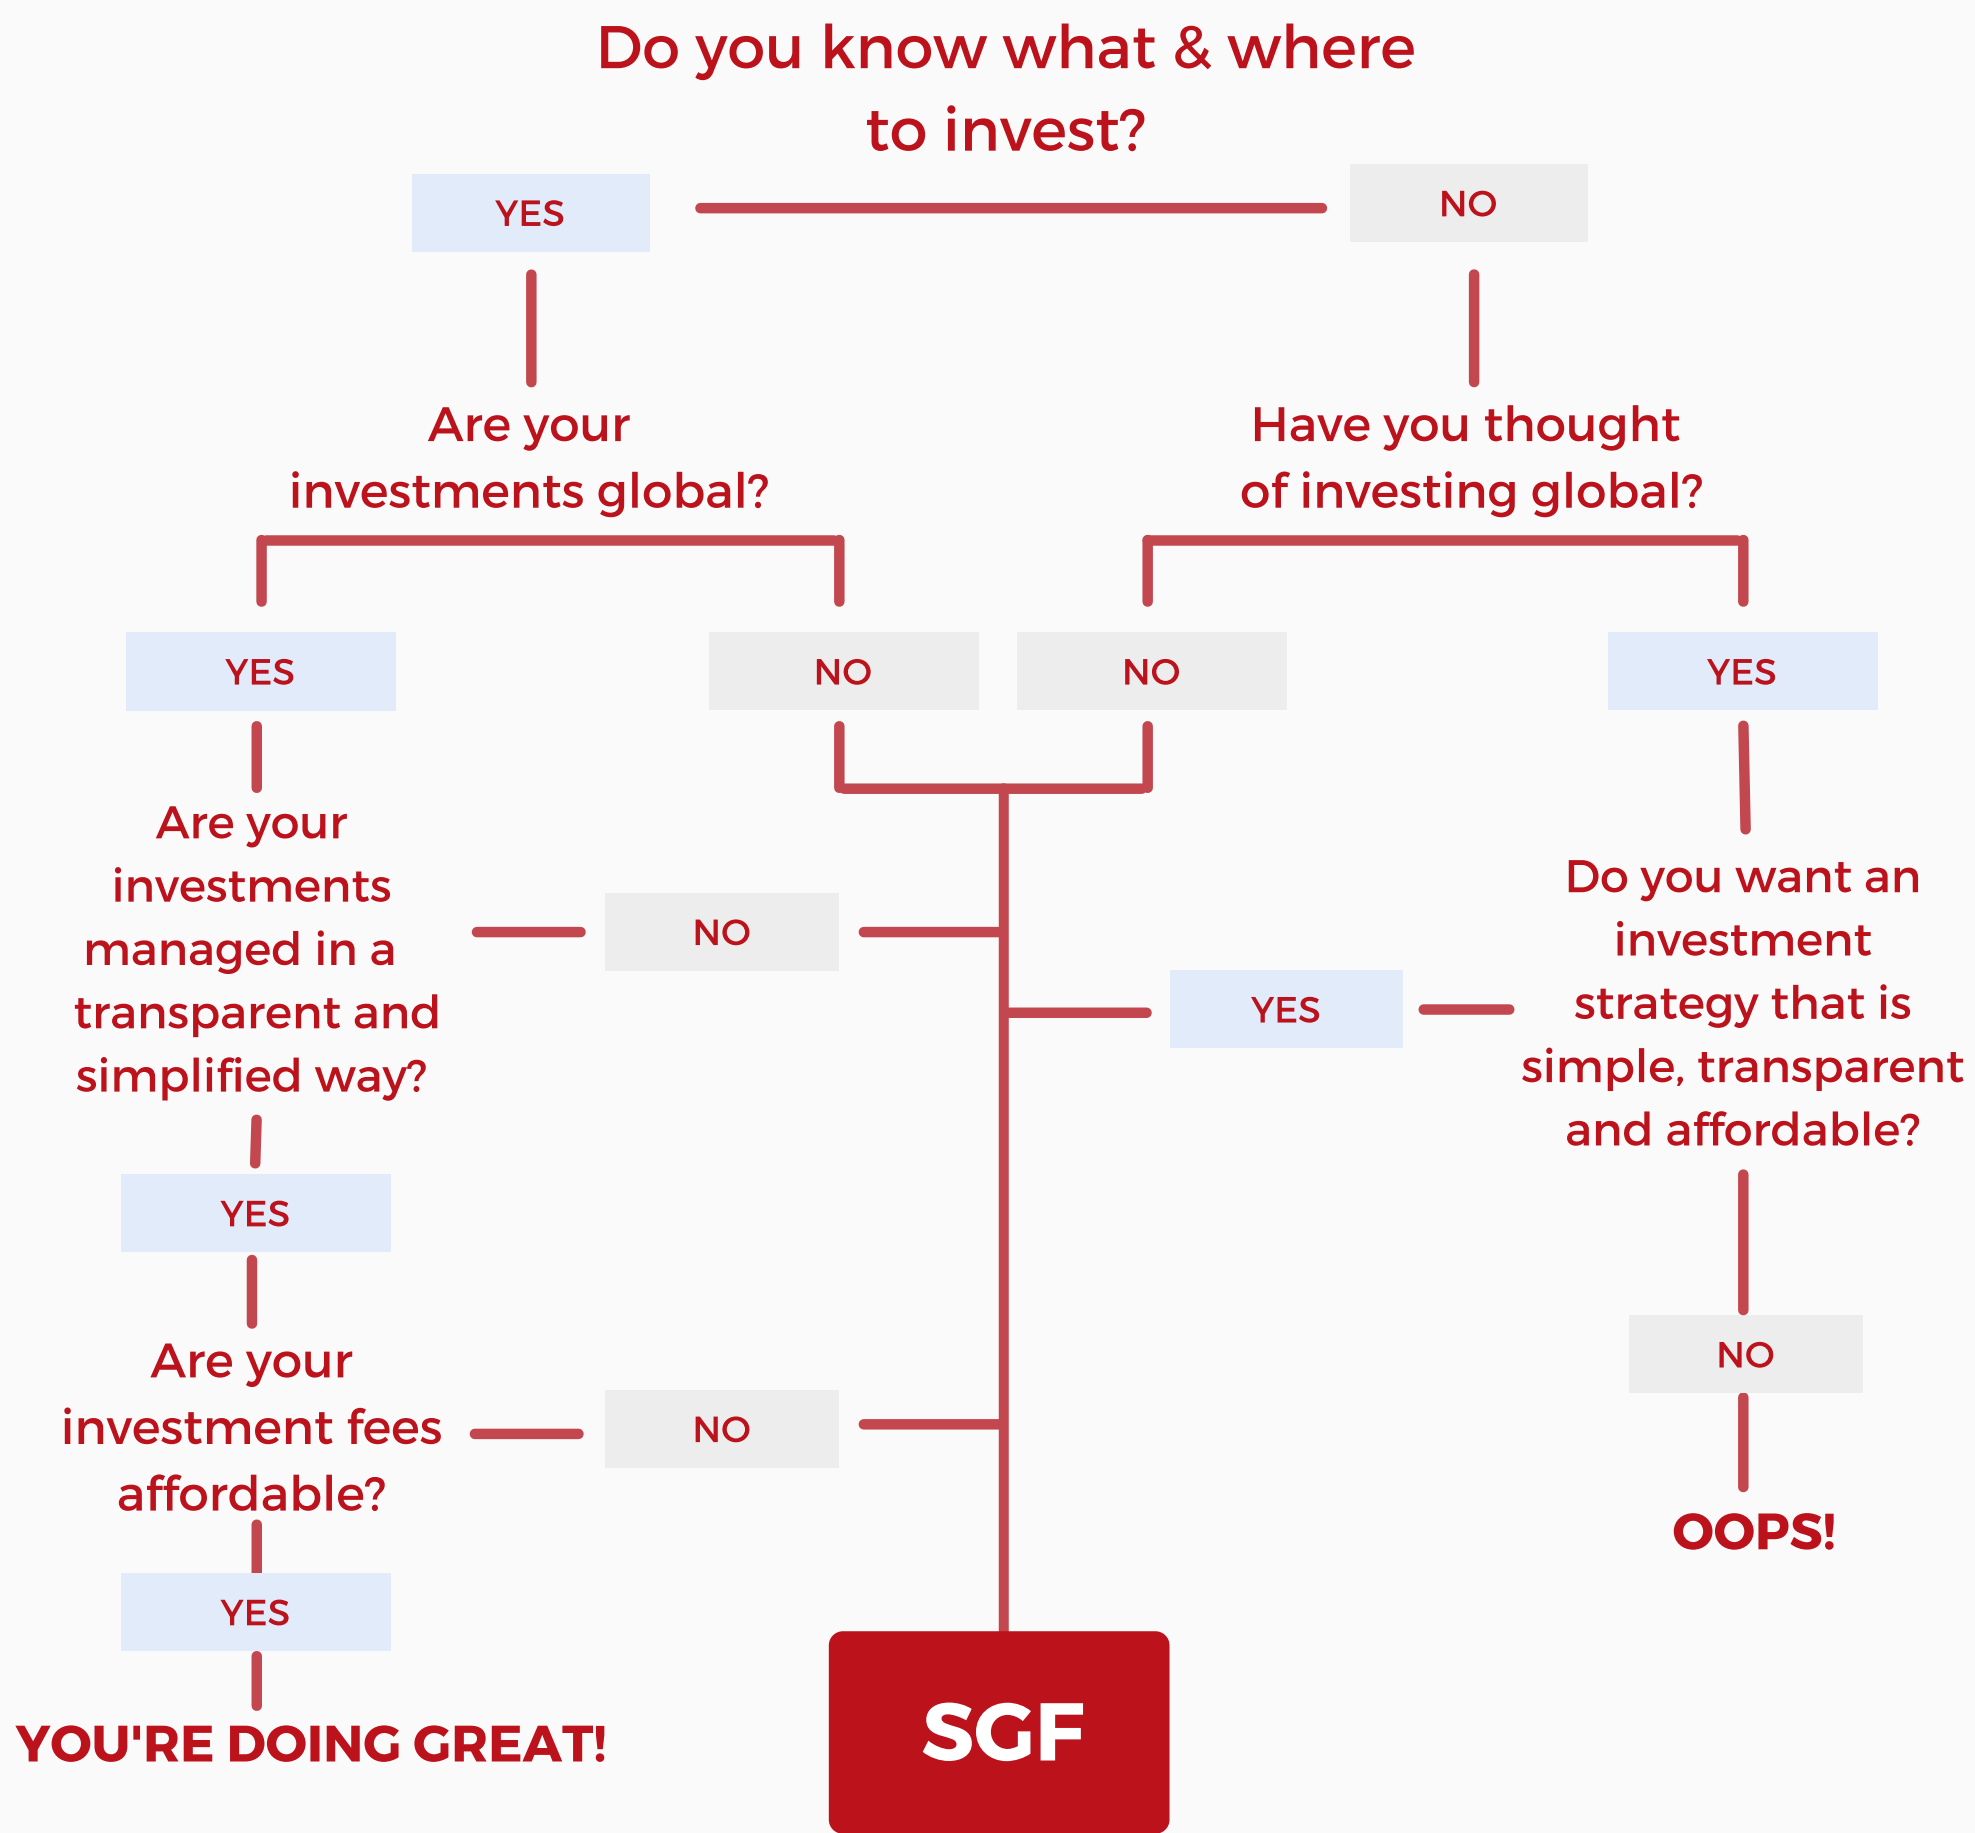 Do you know what & where
to invest?
YES
NO
Are your
investments global?
Have you thought
of investing global?
YES
NO
NO
YES
Are your
investments
managed in a
transparent and
simplified way?
NO
YES
Do you want an
investment
strategy that is
simple, transparent
and affordable?
YES
Are your
investment fees
affordable?
NO
NO
OOPS!
YES
YOU'RE DOING GREAT!
SGF